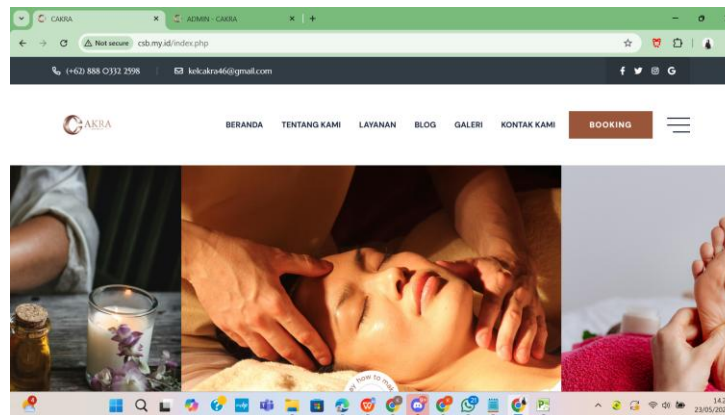 CAKRA
ADMIN - CAKRA
Not secure
csb.my.id/index.php
(+62) 888 0332 2598
kelcakra46@gmail.com
AKRA
BERANDA
TENTANG KAMI
LAYANAN
BLOG
GALERI
KONTAK KAMI
BOOKING
how to